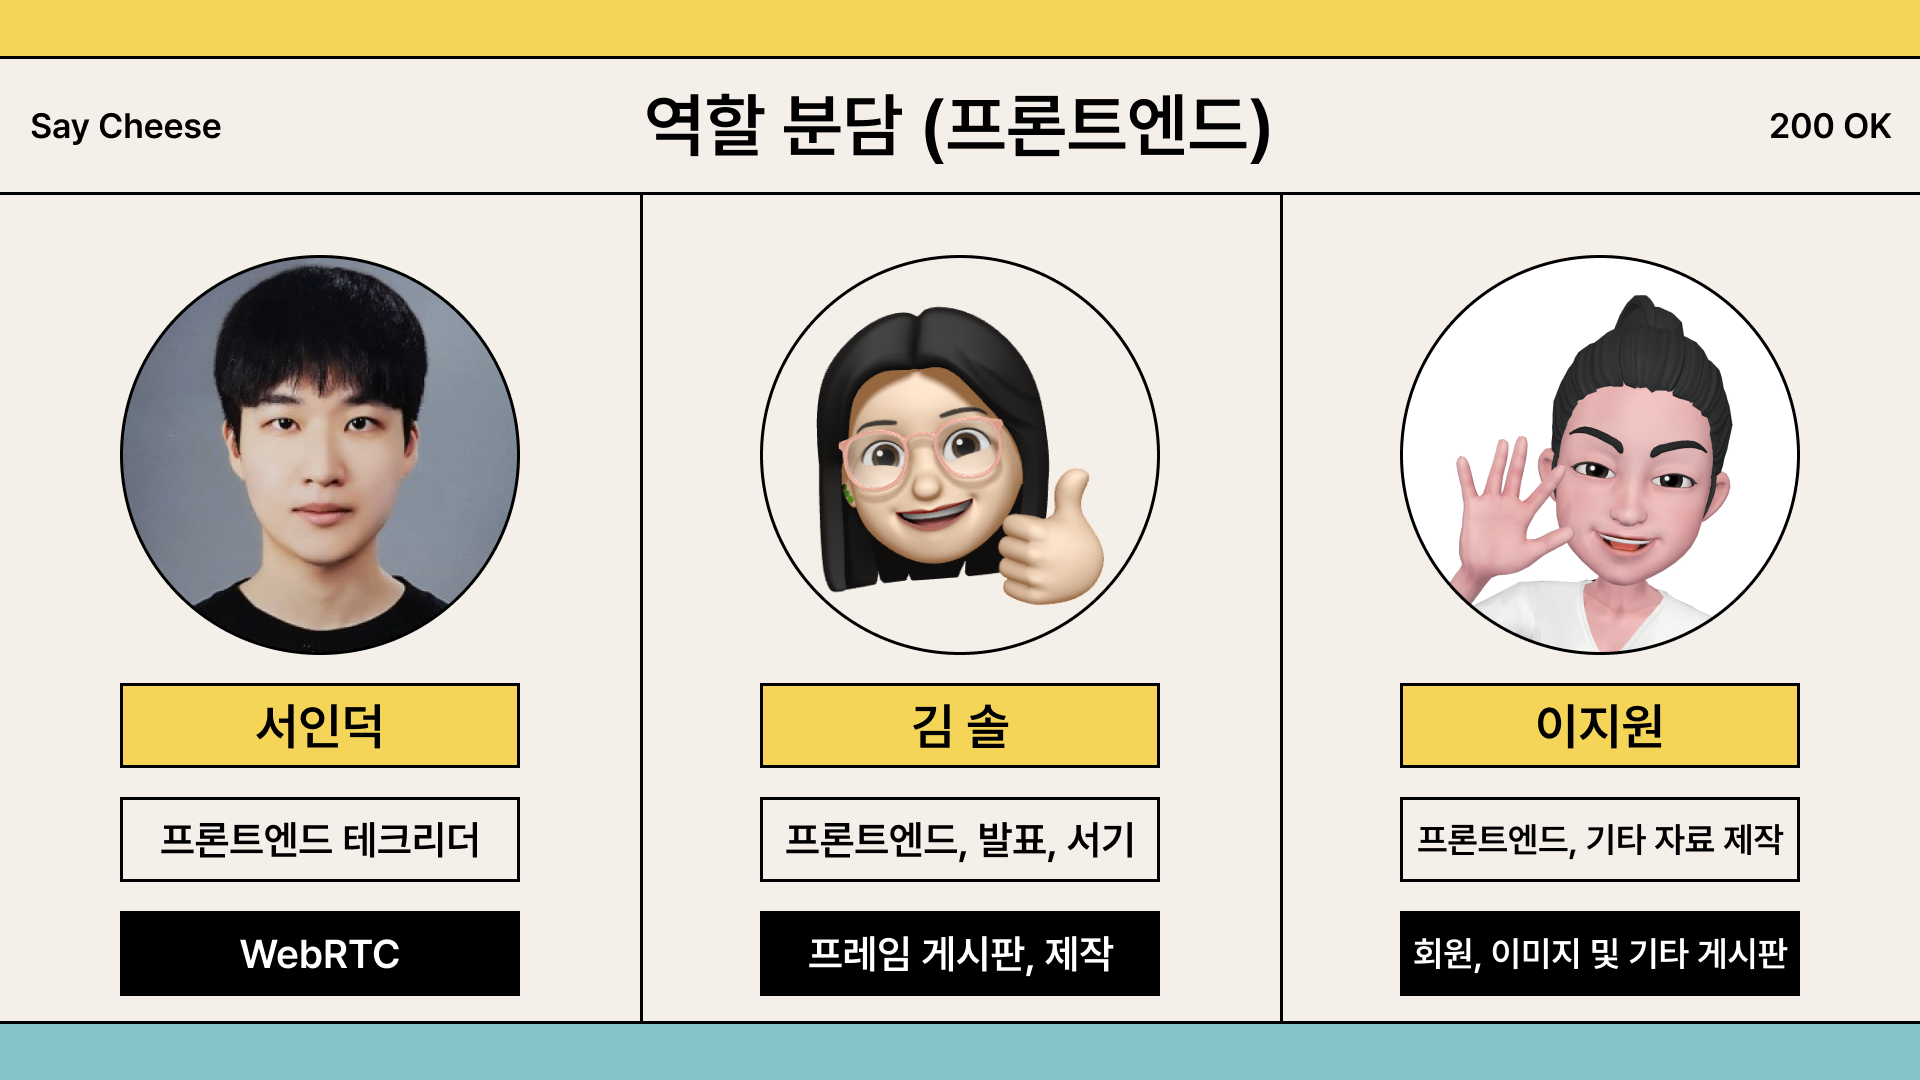 Say Cheese
역할 분담 (프론트엔드)
200 OK
서인덕
프론트엔드 테크리더
WebRTC
김 솔
프론트엔드, 발표, 서기
프레임 게시판, 제작
이지원
프론트엔드, 기타 자료 제작
회원, 이미지 및 기타 게시판